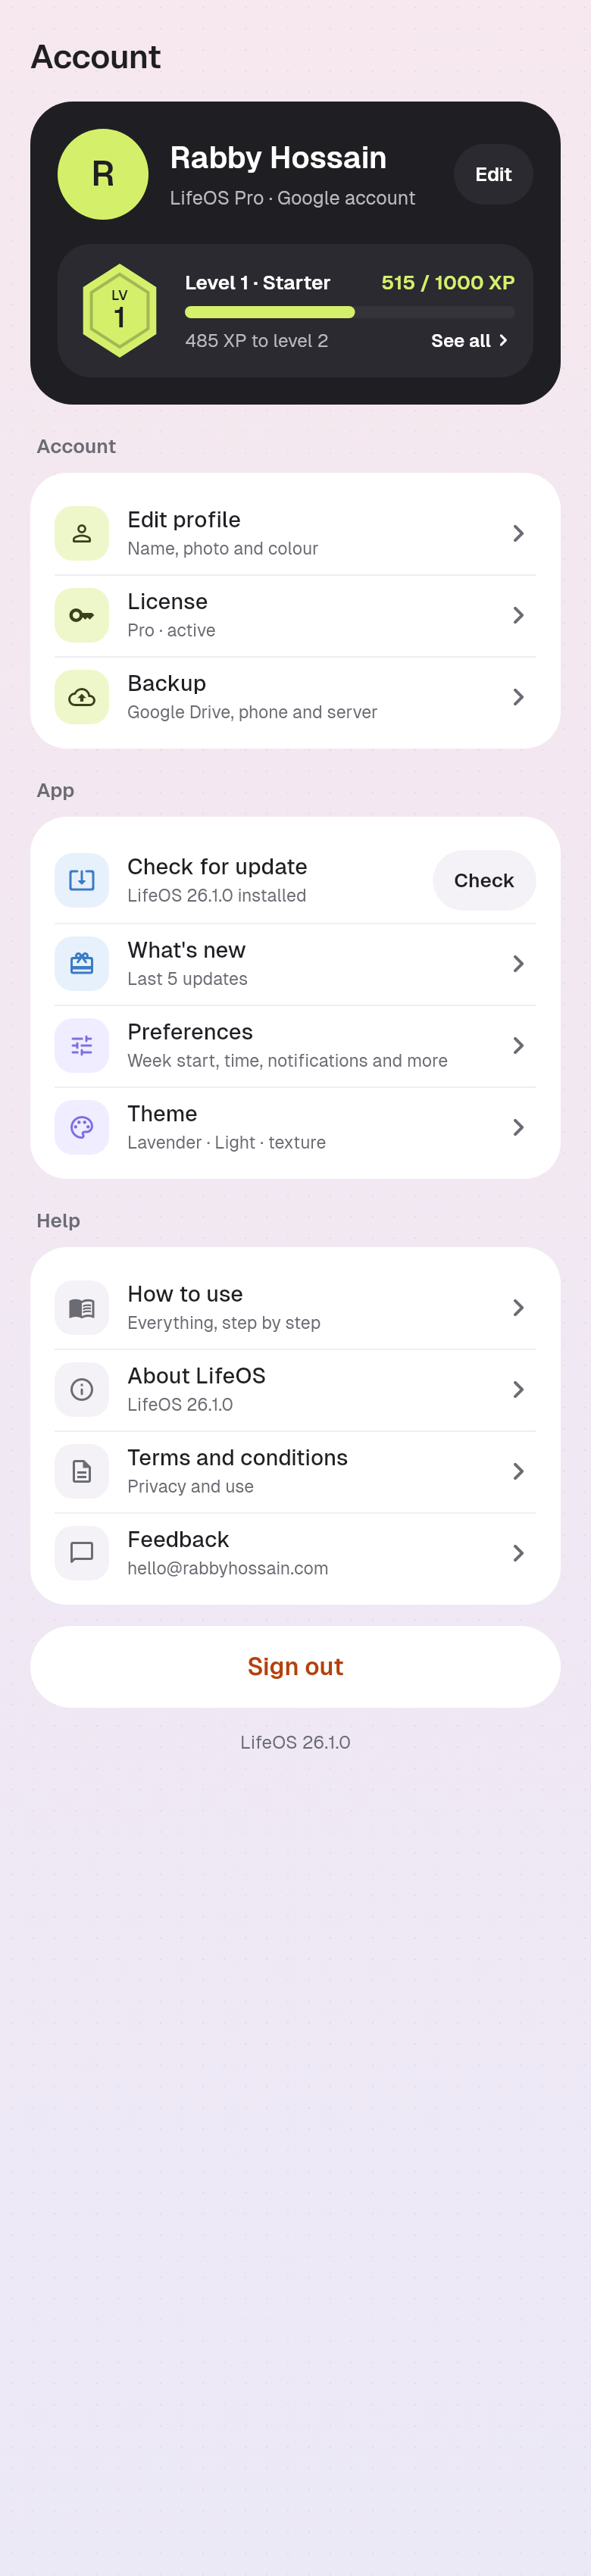 Account
R
Rabby Hossain
LifeOS Pro · Google account
Edit
LV
1
Level 1 · Starter
515 / 1000 XP
485 XP to level 2
See all
Account
Edit profile
Name, photo and colour
License
Pro · active
Backup
Google Drive, phone and server
App
Check for update
LifeOS 26.1.0 installed
Check
What's new
Last 5 updates
Preferences
Week start, time, notifications and more
Theme
Lavender · Light · texture
Help
How to use
Everything, step by step
About LifeOS
LifeOS 26.1.0
Terms and conditions
Privacy and use
Feedback
hello@rabbyhossain.com
Sign out
LifeOS 26.1.0